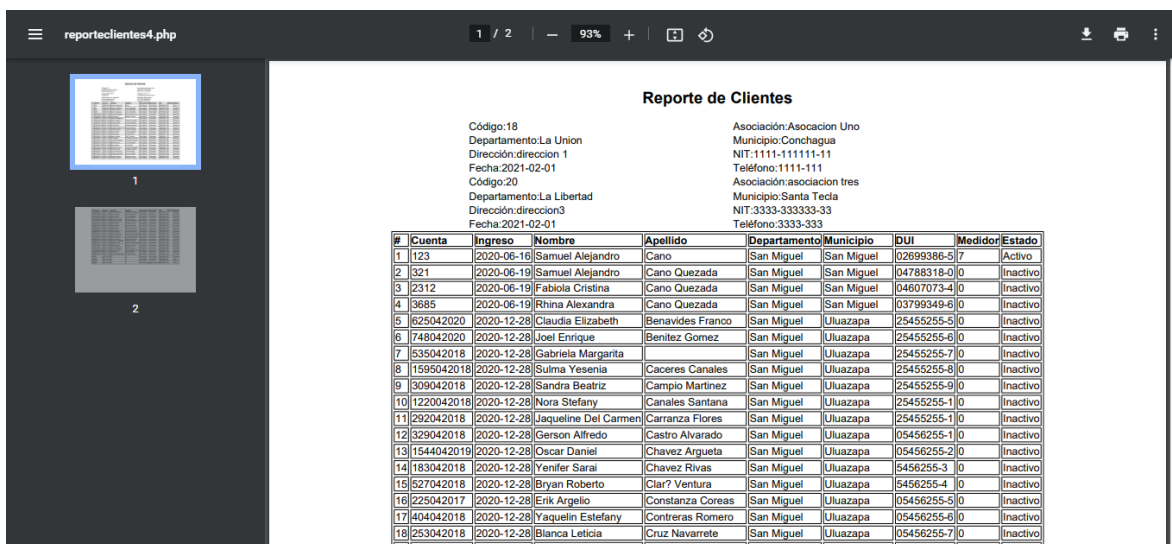 reporteclientes4.php 1 / 2 93%
1
2
Reporte de Clientes
Código:18 Asociación:Asocacion Uno
Departamento:La Union Municipio:Conchagua
Dirección:direccion 1 NIT:1111-111111-11
Fecha:2021-02-01 Teléfono:1111-111
Código:20 Asociación:asociacion tres
Departamento:La Libertad Municipio:Santa Tecla
Dirección:direccion3 NIT:3333-333333-33
Fecha:2021-02-01 Teléfono:3333-333
# Cuenta Ingreso Nombre Apellido Departamento Municipio DUI Medidor Estado
1 123 2020-06-16 Samuel Alejandro Cano San Miguel San Miguel 02699386-5 7 Activo
2 321 2020-06-19 Samuel Alejandro Cano Quezada San Miguel San Miguel 04788318-0 0 Inactivo
3 2312 2020-06-19 Fabiola Cristina Cano Quezada San Miguel San Miguel 04607073-4 0 Inactivo
4 3685 2020-06-19 Rhina Alexandra Cano Quezada San Miguel San Miguel 03799349-6 0 Inactivo
5 625042020 2020-12-28 Claudia Elizabeth Benavides Franco San Miguel Uluazapa 25455255-5 0 Inactivo
6 748042020 2020-12-28 Joel Enrique Benitez Gomez San Miguel Uluazapa 25455255-6 0 Inactivo
7 535042018 2020-12-28 Gabriela Margarita San Miguel Uluazapa 25455255-7 0 Inactivo
8 1595042018 2020-12-28 Sulma Yesenia Caceres Canales San Miguel Uluazapa 25455255-8 0 Inactivo
9 309042018 2020-12-28 Sandra Beatriz Campio Martinez San Miguel Uluazapa 25455255-9 0 Inactivo
10 1220042018 2020-12-28 Nora Stefany Canales Santana San Miguel Uluazapa 25455255-1 0 Inactivo
11 292042018 2020-12-28 Jaqueline Del Carmen Carranza Flores San Miguel Uluazapa 25455255-1 0 Inactivo
12 329042018 2020-12-28 Gerson Alfredo Castro Alvarado San Miguel Uluazapa 05456255-1 0 Inactivo
13 1544042019 2020-12-28 Oscar Daniel Chavez Argueta San Miguel Uluazapa 05456255-2 0 Inactivo
14 183042018 2020-12-28 Yenifer Sarai Chavez Rivas San Miguel Uluazapa 5456255-3 0 Inactivo
15 527042018 2020-12-28 Bryan Roberto Clar? Ventura San Miguel Uluazapa 5456255-4 0 Inactivo
16 225042017 2020-12-28 Erik Argelio Constanza Coreas San Miguel Uluazapa 05456255-5 0 Inactivo
17 404042018 2020-12-28 Yaquelin Estefany Contreras Romero San Miguel Uluazapa 05456255-6 0 Inactivo
18 253042018 2020-12-28 Blanca Leticia Cruz Navarrete San Miguel Uluazapa 05456255-7 0 Inactivo